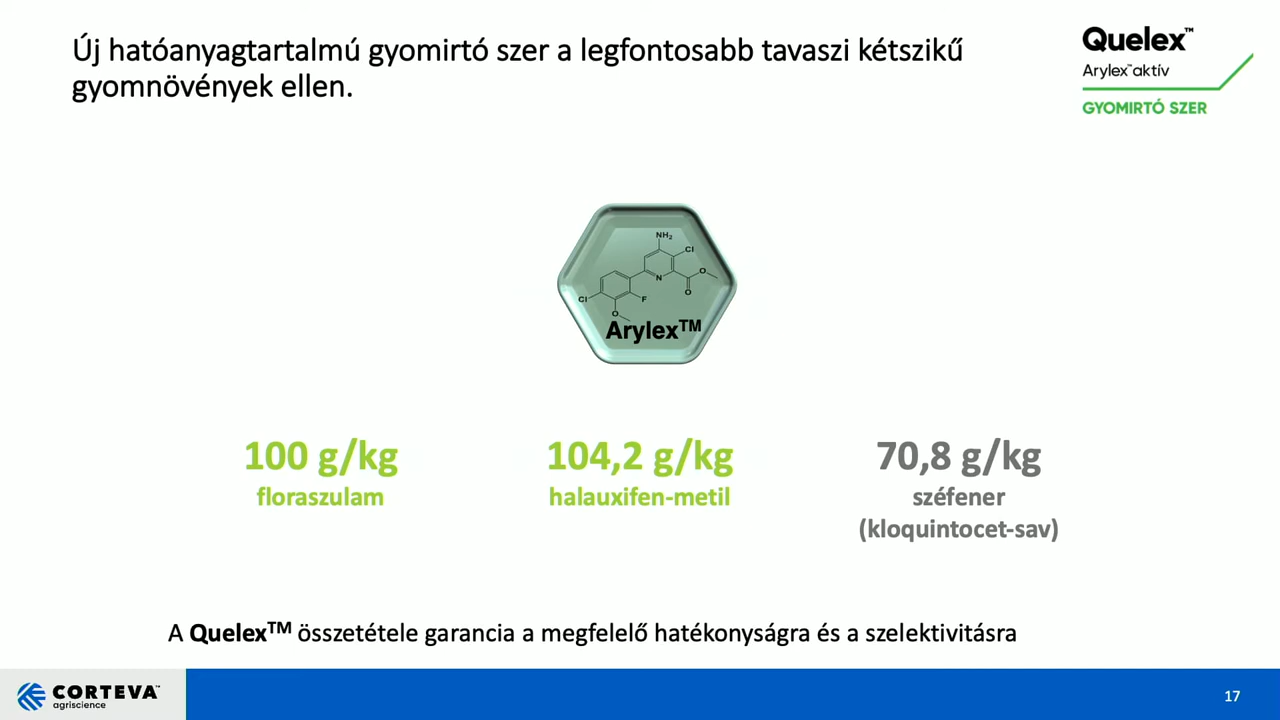 Új hatóanyagtartalmú gyomirtó szer a legfontosabb tavaszi kétszikű
gyomnövények ellen.
Quelex™
Arylex™aktív
GYOMIRTÓ SZER
NH₂
Cl
N
O
O
Cl
F
O
Arylex™
100 g/kg
floraszulam
104,2 g/kg
halauxifen-metil
70,8 g/kg
széfener
(kloquintocet-sav)
A Quelex™ összetétele garancia a megfelelő hatékonyságra és a szelektivitásra
CORTEVA™
agriscience
17